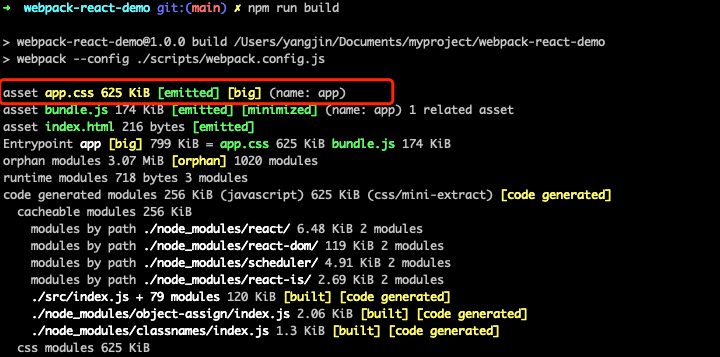 ➜ webpack-react-demo git:(main) ✗ npm run build
> webpack-react-demo@1.0.0 build /Users/yangjin/Documents/myproject/webpack-react-demo
> webpack --config ./scripts/webpack.config.js
asset app.css 625 KiB [emitted] [big] (name: app)
asset bundle.js 174 KiB [emitted] [minimized] (name: app) 1 related asset
asset index.html 216 bytes [emitted]
Entrypoint app [big] 799 KiB = app.css 625 KiB bundle.js 174 KiB
orphan modules 3.07 MiB [orphan] 1020 modules
runtime modules 718 bytes 3 modules
code generated modules 256 KiB (javascript) 625 KiB (css/mini-extract) [code generated]
cacheable modules 256 KiB
modules by path ./node_modules/react/ 6.48 KiB 2 modules
modules by path ./node_modules/react-dom/ 119 KiB 2 modules
modules by path ./node_modules/scheduler/ 4.91 KiB 2 modules
modules by path ./node_modules/react-is/ 2.69 KiB 2 modules
./src/index.js + 79 modules 120 KiB [built] [code generated]
./node_modules/object-assign/index.js 2.06 KiB [built] [code generated]
./node_modules/classnames/index.js 1.3 KiB [built] [code generated]
css modules 625 KiB